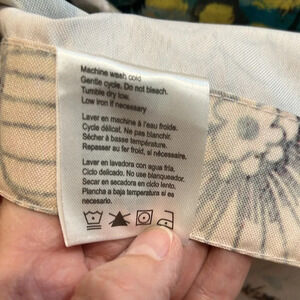 Machine wash cold
Gentle cycle. Do not bleach.
Tumble dry low.
Low iron if necessary
Laver en machine à l'eau froide.
Cycle délicat. Ne pas blanchir.
Sécher à basse température.
Repasser au fer froid, si nécessaire.
Lavar en lavadora con agua fría,
Ciclo delicado. No use blanqueador.
Secar en secadora en ciclo lento.
Plancha a baja temperatura si es
necesario.